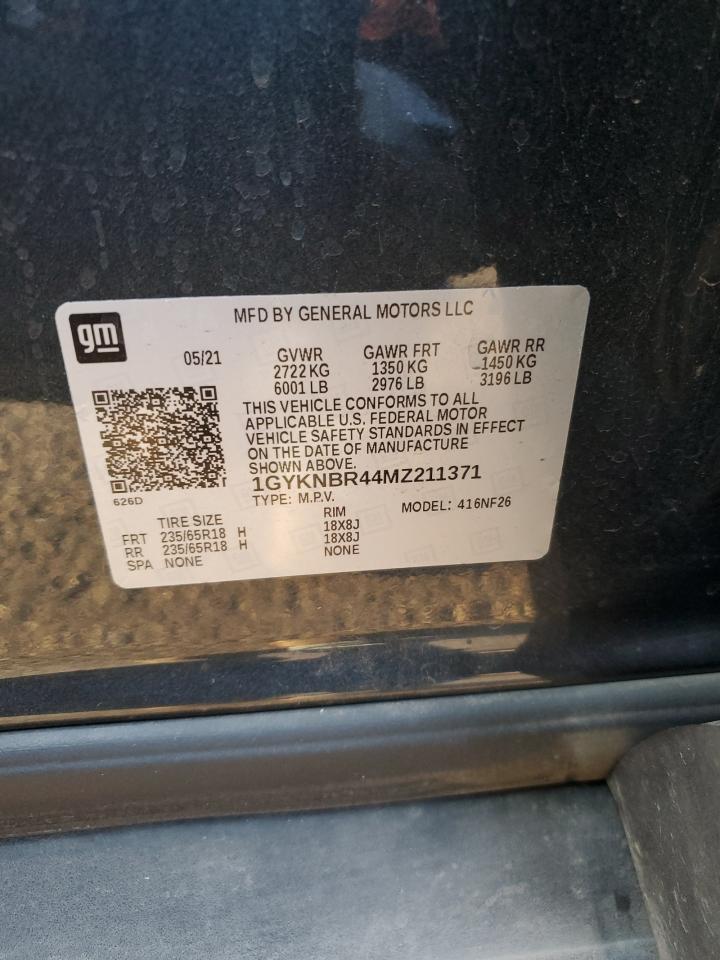 gm
MFD BY GENERAL MOTORS LLC
05/21 GVWR GAWR FRT GAWR RR
2722 KG 1350 KG 1450 KG
6001 LB 2976 LB 3196 LB
THIS VEHICLE CONFORMS TO ALL
APPLICABLE U.S. FEDERAL MOTOR
VEHICLE SAFETY STANDARDS IN EFFECT
ON THE DATE OF MANUFACTURE
SHOWN ABOVE.
1GYKNBR44MZ211371
626D
TYPE: M.P.V. MODEL: 416NF26
TIRE SIZE RIM
FRT 235/65R18 H 18X8J
RR 235/65R18 H 18X8J
SPA NONE NONE